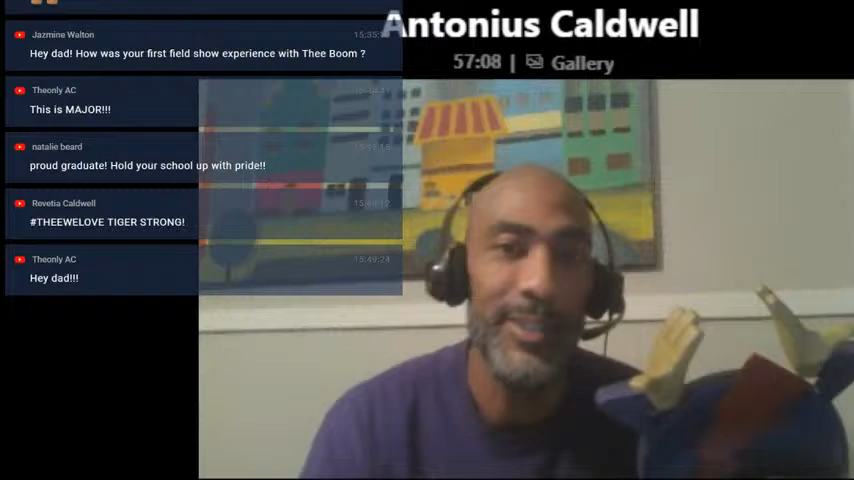 Antonius Caldwell
57:08 | Gallery
Jazmine Walton
Hey dad! How was your first field show experience with Thee Boom ?
Theonly AC
This is MAJOR!!!
natalie beard
proud graduate! Hold your school up with pride!!
Revetia Caldwell
#THEEWELOVE TIGER STRONG!
Theonly AC 15:49:24
Hey dad!!!